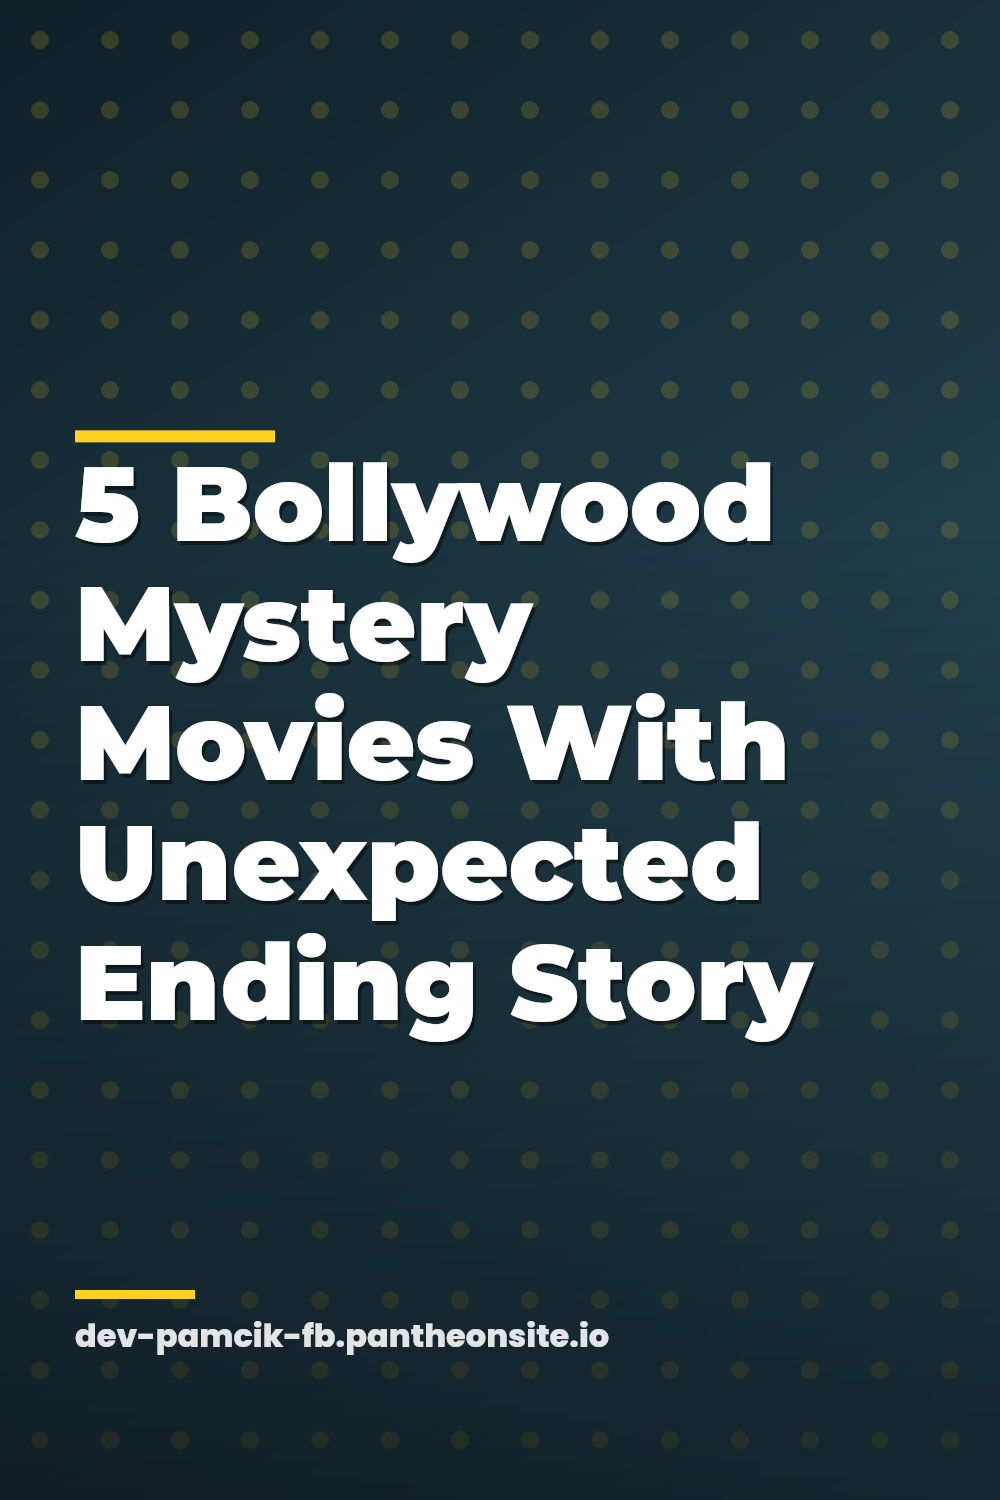 5 Bollywood
Mystery
Movies With
Unexpected
Ending Story
dev-pamcik-fb.pantheonsite.io